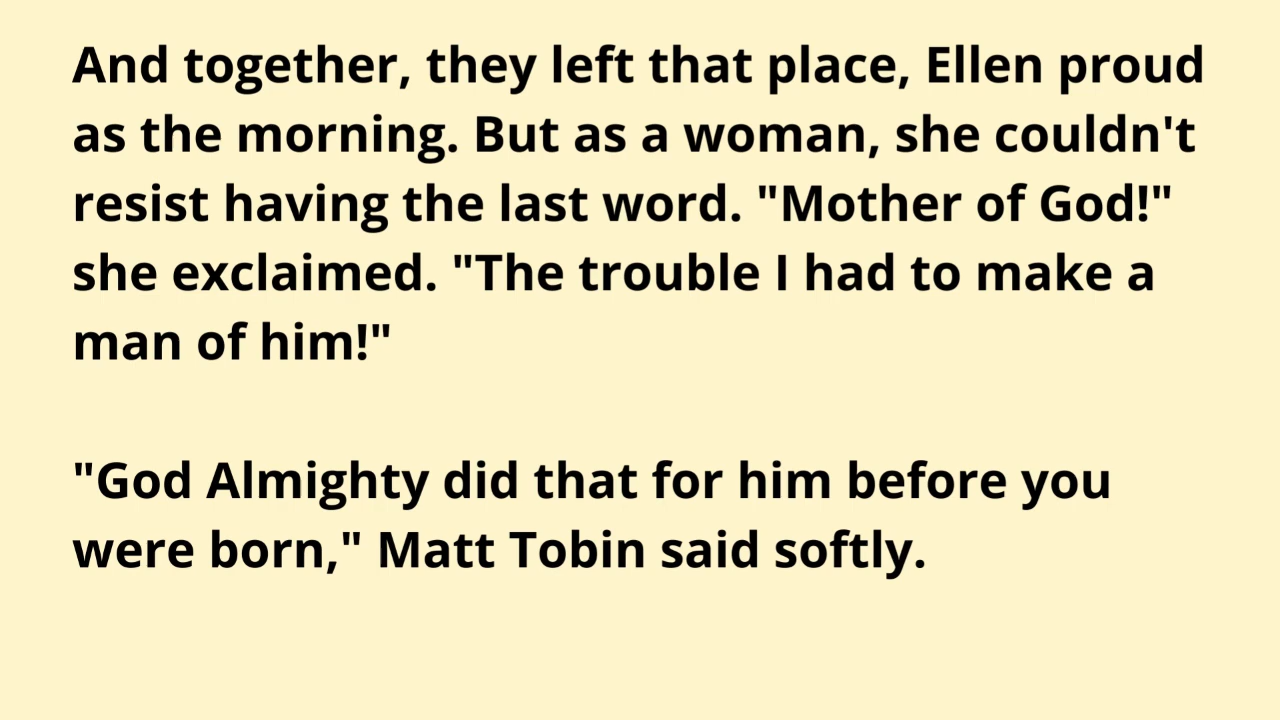 And together, they left that place, Ellen proud
as the morning. But as a woman, she couldn't
resist having the last word. "Mother of God!"
she exclaimed. "The trouble I had to make a
man of him!"
"God Almighty did that for him before you
were born," Matt Tobin said softly.